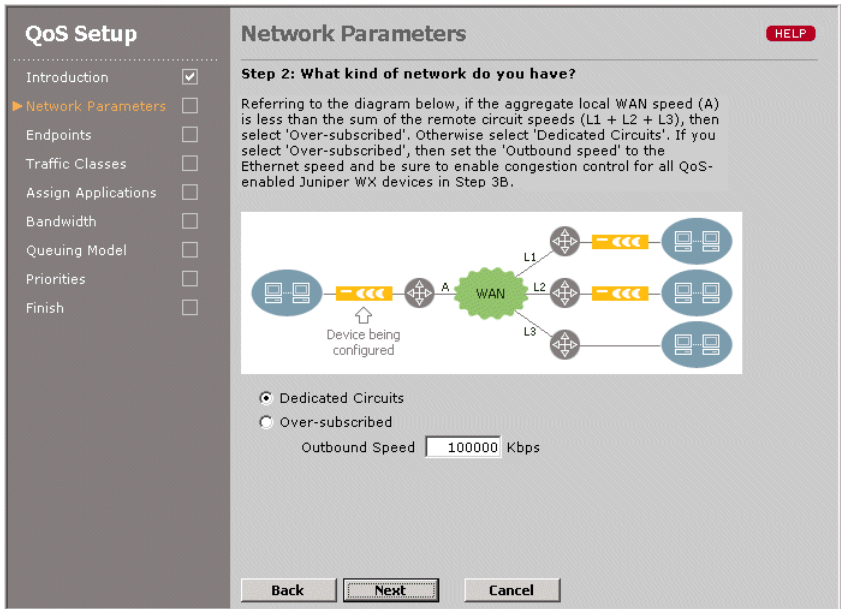 QoS Setup
Introduction
Network Parameters
Endpoints
Traffic Classes
Assign Applications
Bandwidth
Queuing Model
Priorities
Finish
Network Parameters
HELP
Step 2: What kind of network do you have?
Referring to the diagram below, if the aggregate local WAN speed (A)
is less than the sum of the remote circuit speeds (L1 + L2 + L3), then
select 'Over-subscribed'. Otherwise select 'Dedicated Circuits'. If you
select 'Over-subscribed', then set the 'Outbound speed' to the
Ethernet speed and be sure to enable congestion control for all QoS-
enabled Juniper WX devices in Step 3B.
A
WAN
L1
L2
L3
Device being
configured
Dedicated Circuits
Over-subscribed
Outbound Speed 100000 Kbps
Back
Next
Cancel